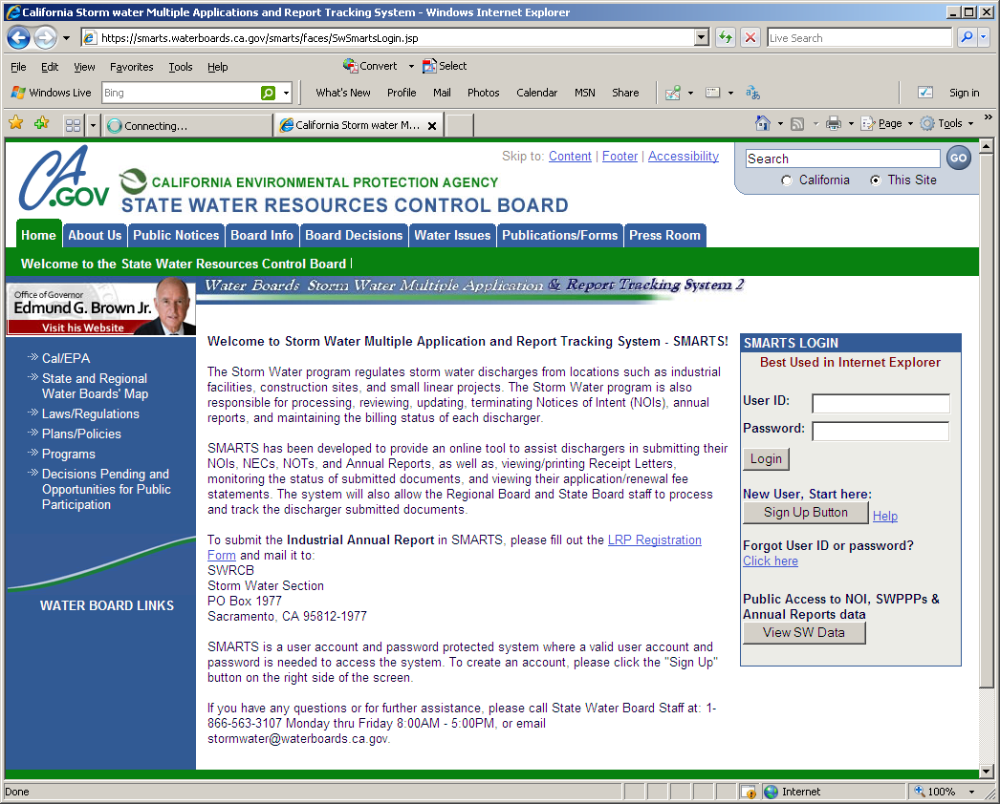 California Storm water Multiple Applications and Report Tracking System - Windows Internet Explorer
https://smarts.waterboards.ca.gov/smarts/faces/SwSmartsLogin.jsp
Live Search
File Edit View Favorites Tools Help
Convert Select
Windows Live Bing What's New Profile Mail Photos Calendar MSN Share Sign in
Connecting... California Storm water M... Page Tools
Skip to: Content | Footer | Accessibility
Search GO
California This Site
CA.GOV
CALIFORNIA ENVIRONMENTAL PROTECTION AGENCY
STATE WATER RESOURCES CONTROL BOARD
Home About Us Public Notices Board Info Board Decisions Water Issues Publications/Forms Press Room
Welcome to the State Water Resources Control Board |
Office of Governor
Edmund G. Brown Jr.
Visit his Website
Water Boards Storm Water Multiple Application & Report Tracking System 2
Cal/EPA
State and Regional
Water Boards' Map
Laws/Regulations
Plans/Policies
Programs
Decisions Pending and
Opportunities for Public
Participation
WATER BOARD LINKS
Welcome to Storm Water Multiple Application and Report Tracking System - SMARTS!
The Storm Water program regulates storm water discharges from locations such as industrial
facilities, construction sites, and small linear projects. The Storm Water program is also
responsible for processing, reviewing, updating, terminating Notices of Intent (NOIs), annual
reports, and maintaining the billing status of each discharger.
SMARTS has been developed to provide an online tool to assist dischargers in submitting their
NOIs, NECs, NOTs, and Annual Reports, as well as, viewing/printing Receipt Letters,
monitoring the status of submitted documents, and viewing their application/renewal fee
statements. The system will also allow the Regional Board and State Board staff to process
and track the discharger submitted documents.
To submit the Industrial Annual Report in SMARTS, please fill out the LRP Registration
Form and mail it to:
SWRCB
Storm Water Section
PO Box 1977
Sacramento, CA 95812-1977
SMARTS is a user account and password protected system where a valid user account and
password is needed to access the system. To create an account, please click the "Sign Up"
button on the right side of the screen.
If you have any questions or for further assistance, please call State Water Board Staff at: 1-
866-563-3107 Monday thru Friday 8:00AM - 5:00PM, or email
stormwater@waterboards.ca.gov.
SMARTS LOGIN
Best Used in Internet Explorer
User ID:
Password:
Login
New User, Start here:
Sign Up Button Help
Forgot User ID or password?
Click here
Public Access to NOI, SWPPPs &
Annual Reports data
View SW Data
Done Internet 100%